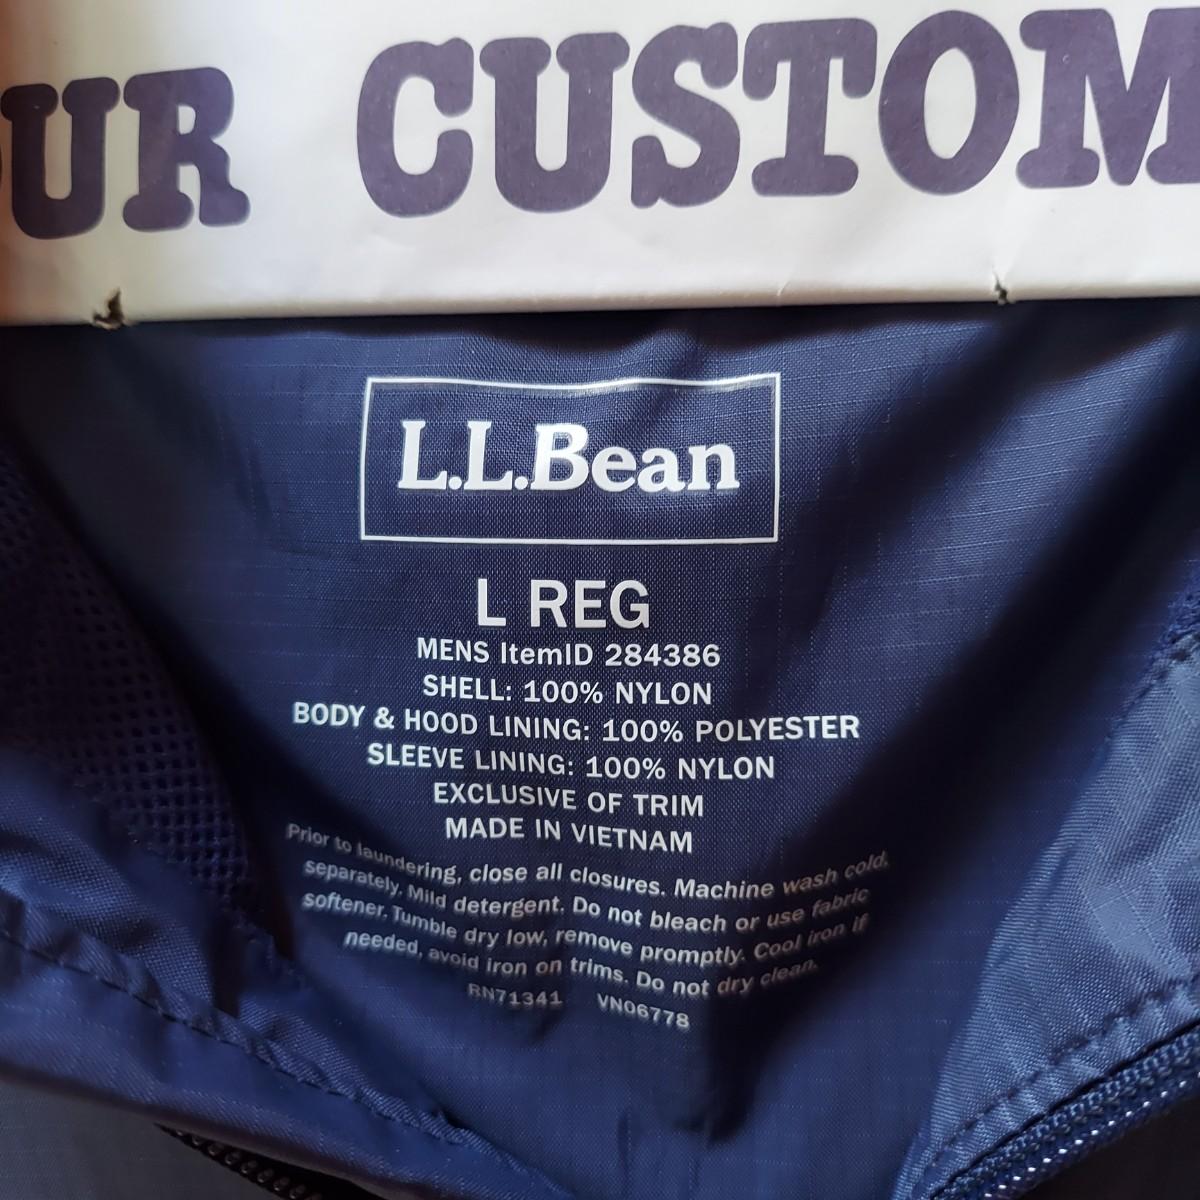 OUR CUSTOM
L.L.Bean
L REG
MENS ItemID 284386
SHELL: 100% NYLON
BODY & HOOD LINING: 100% POLYESTER
SLEEVE LINING: 100% NYLON
EXCLUSIVE OF TRIM
MADE IN VIETNAM
Prior to laundering, close all closures. Machine wash cold,
separately. Mild detergent. Do not bleach or use fabric
softener. Tumble dry low, remove promptly. Cool iron if
needed, avoid iron on trims. Do not dry clean.
RN71341 VN06778